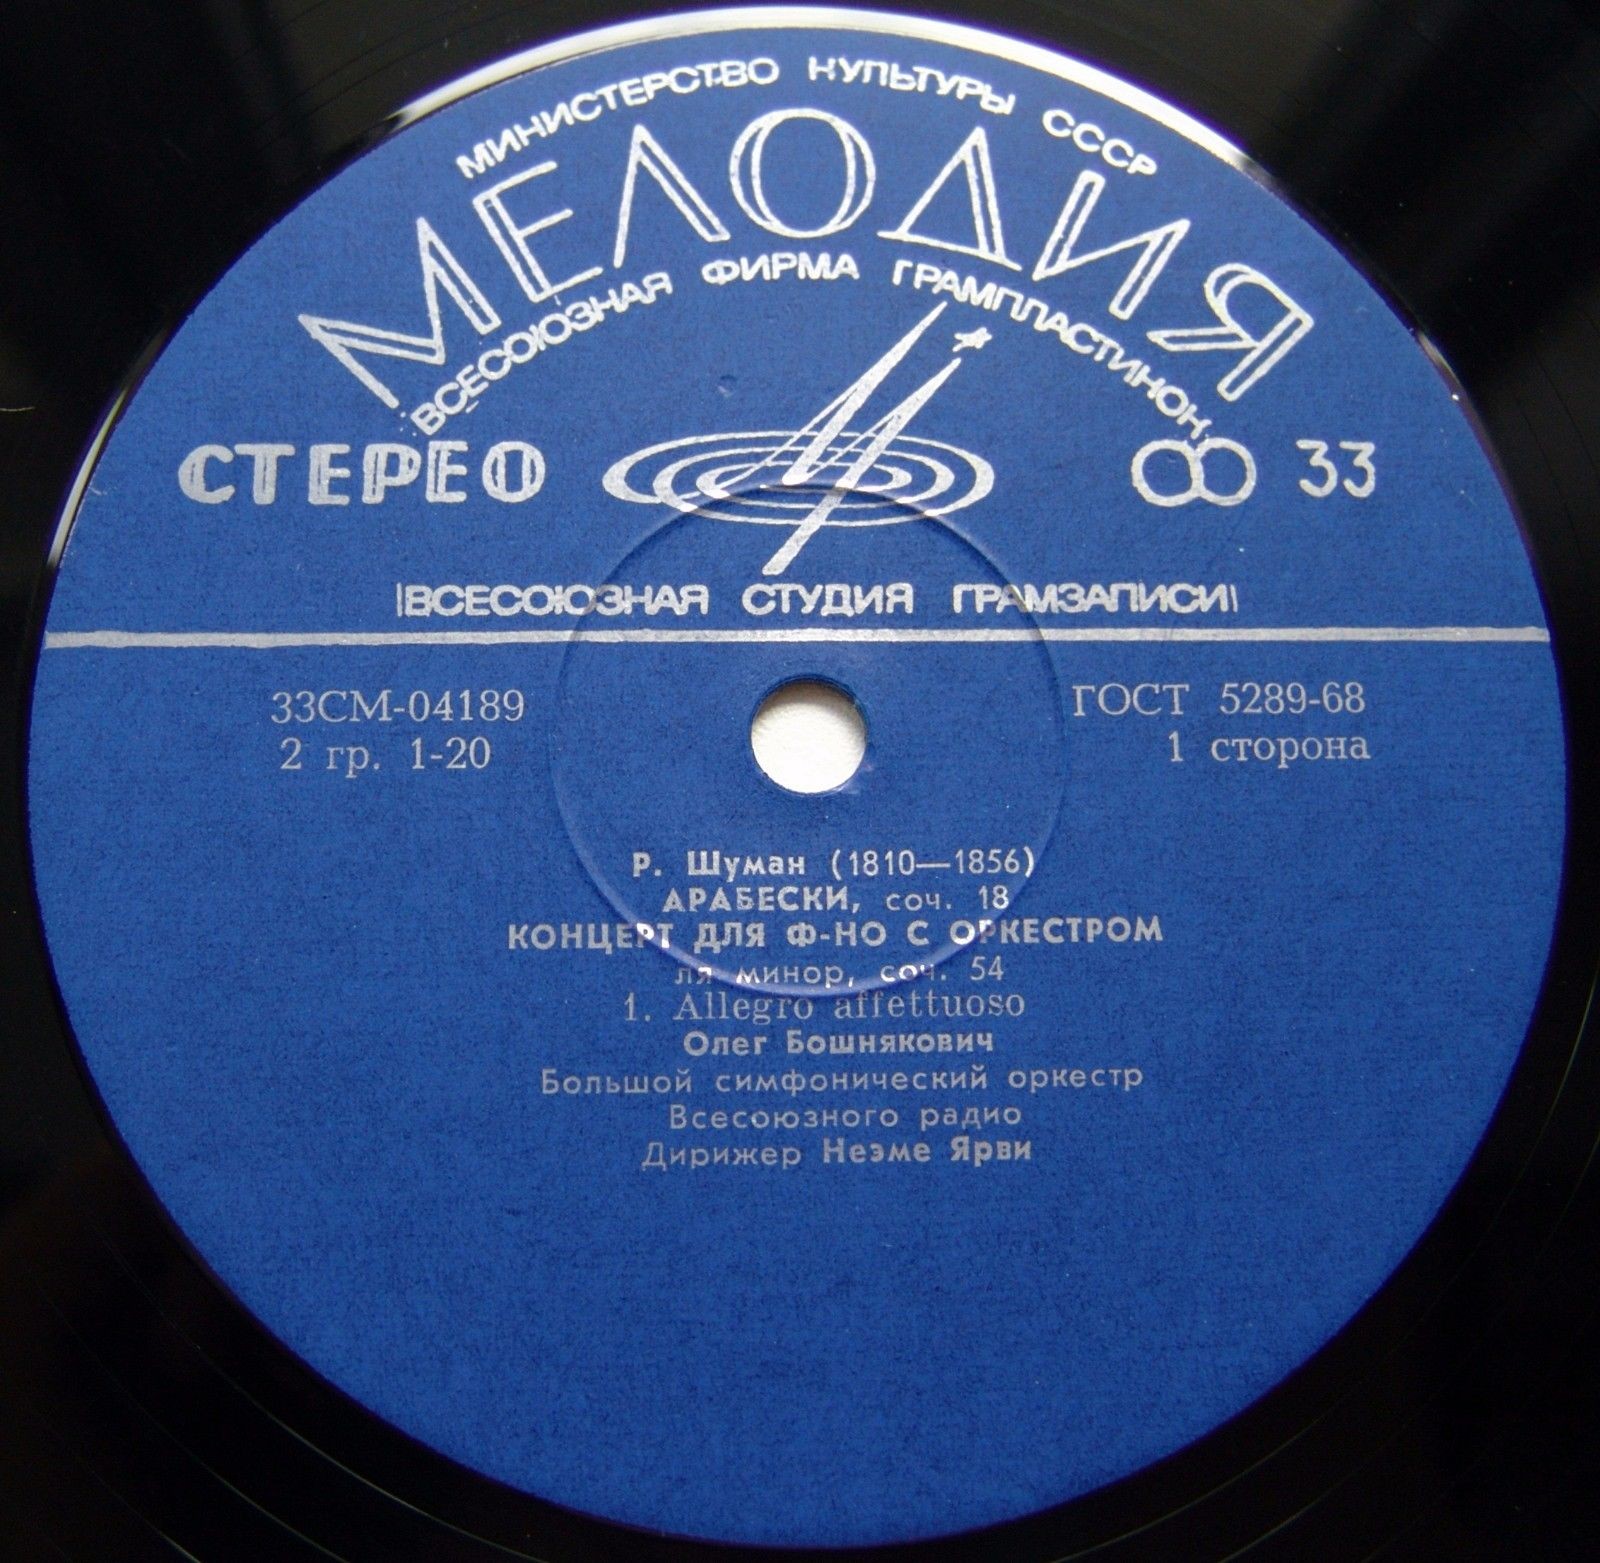 МИНИСТЕРСТВО КУЛЬТУРЫ СССР
МЕЛОДИЯ
ВСЕСОЮЗНАЯ ФИРМА ГРАМПЛАСТИНОК
СТЕРЕО 33
ВСЕСОЮЗНАЯ СТУДИЯ ГРАМЗАПИСИ
33СМ-04189 ГОСТ 5289-68
2 гр. 1-20 1 сторона
Р. Шуман (1810—1856)
АРАБЕСКИ, соч. 18
КОНЦЕРТ ДЛЯ Ф-НО С ОРКЕСТРОМ
ля минор, соч. 54
1. Allegro affettuoso
Олег Бошнякович
Большой симфонический оркестр
Всесоюзного радио
Дирижер Неэме Ярви